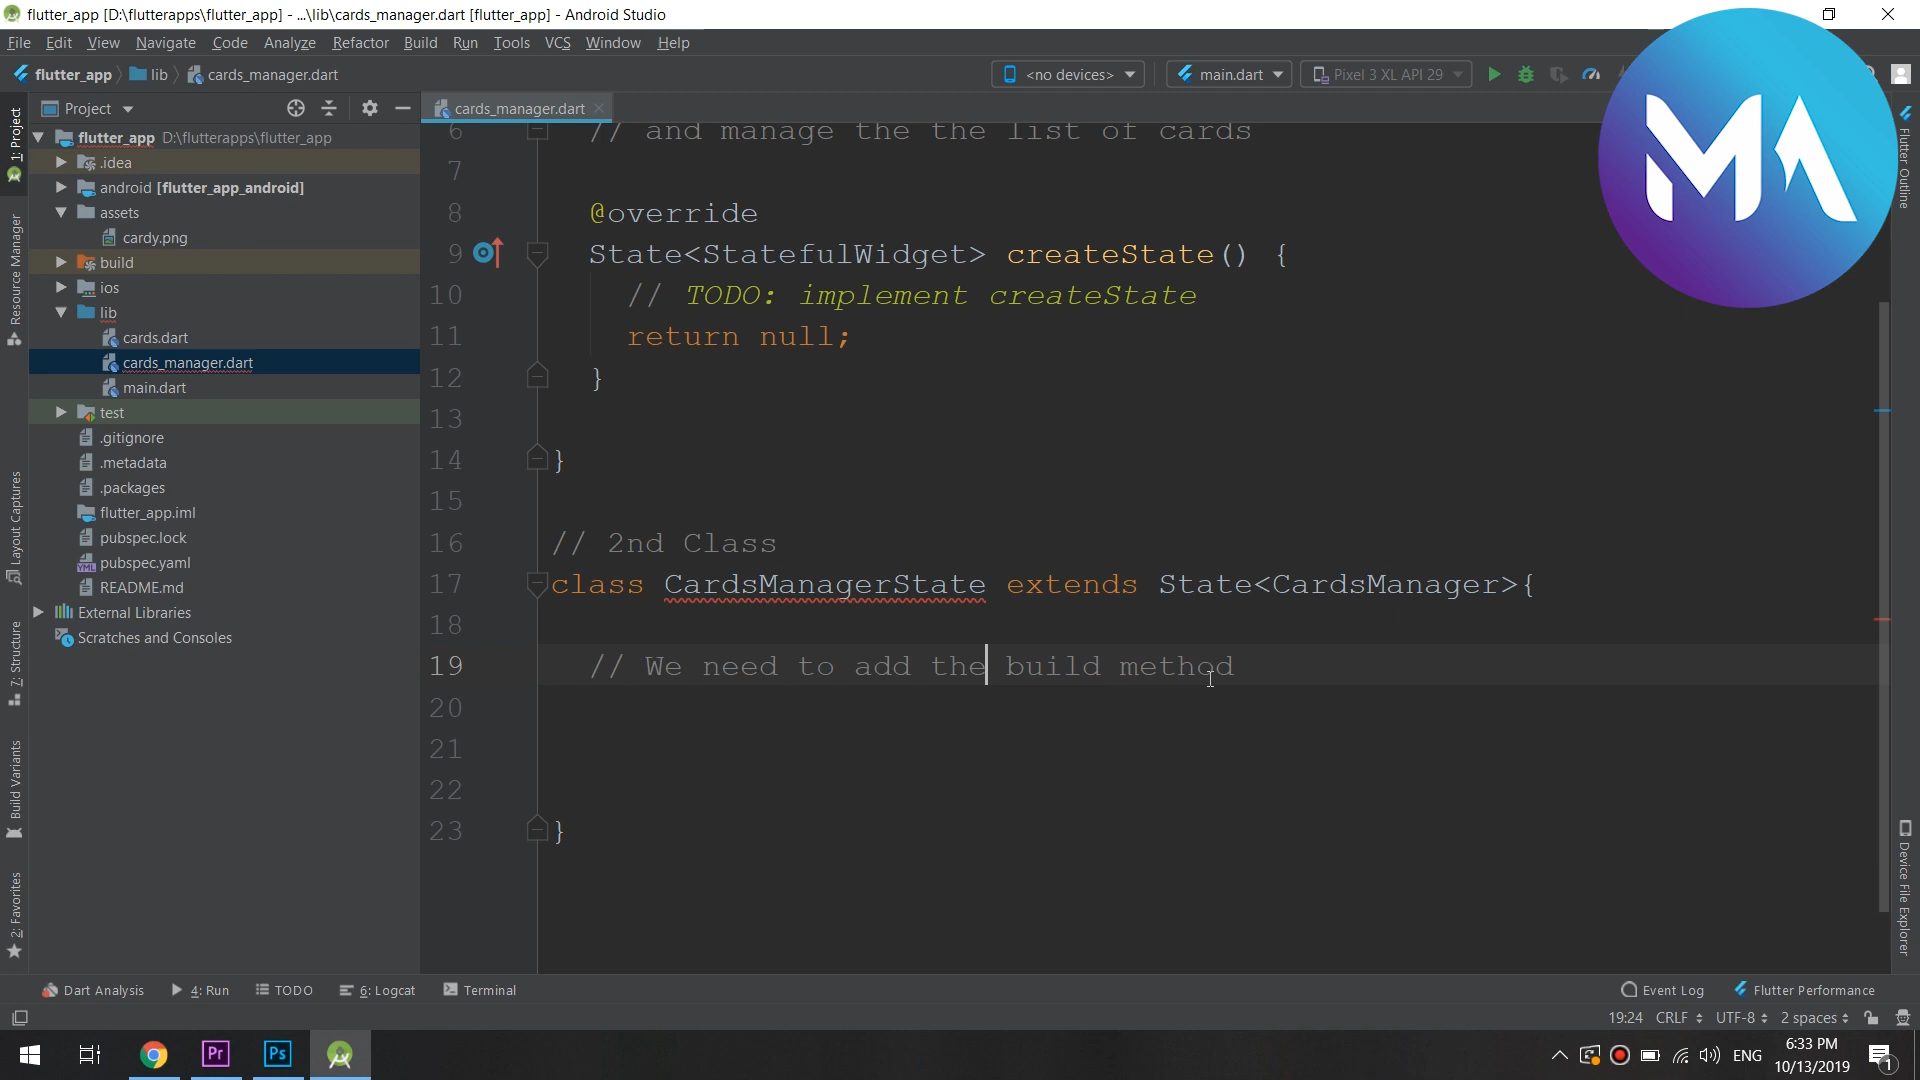 flutter_app [D:\flutterapps\flutter_app] - ...\lib\cards_manager.dart [flutter_app] - Android Studio
File Edit View Navigate Code Analyze Refactor Build Run Tools VCS Window Help
flutter_app lib cards_manager.dart <no devices> main.dart Pixel 3 XL API 29
Project cards_manager.dart
MA
1: Project
Resource Manager
Layout Captures
7: Structure
Build Variants
2: Favorites
flutter_app D:\flutterapps\flutter_app
.idea
android [flutter_app_android]
assets
cardy.png
build
ios
lib
cards.dart
cards_manager.dart
main.dart
test
.gitignore
.metadata
.packages
flutter_app.iml
pubspec.lock
pubspec.yaml
README.md
External Libraries
Scratches and Consoles
6 // and manage the the list of cards
7
8 @override
9 State<StatefulWidget> createState() {
10 // TODO: implement createState
11 return null;
12 }
13
14 }
15
16 // 2nd Class
17 class CardsManagerState extends State<CardsManager>{
18
19 // We need to add the build method
20
21
22
23 }
Flutter Outline
Device File Explorer
Dart Analysis 4: Run TODO 6: Logcat Terminal Event Log Flutter Performance
19:24 CRLF UTF-8 2 spaces
Pr Ps ENG 6:33 PM
10/13/2019 1